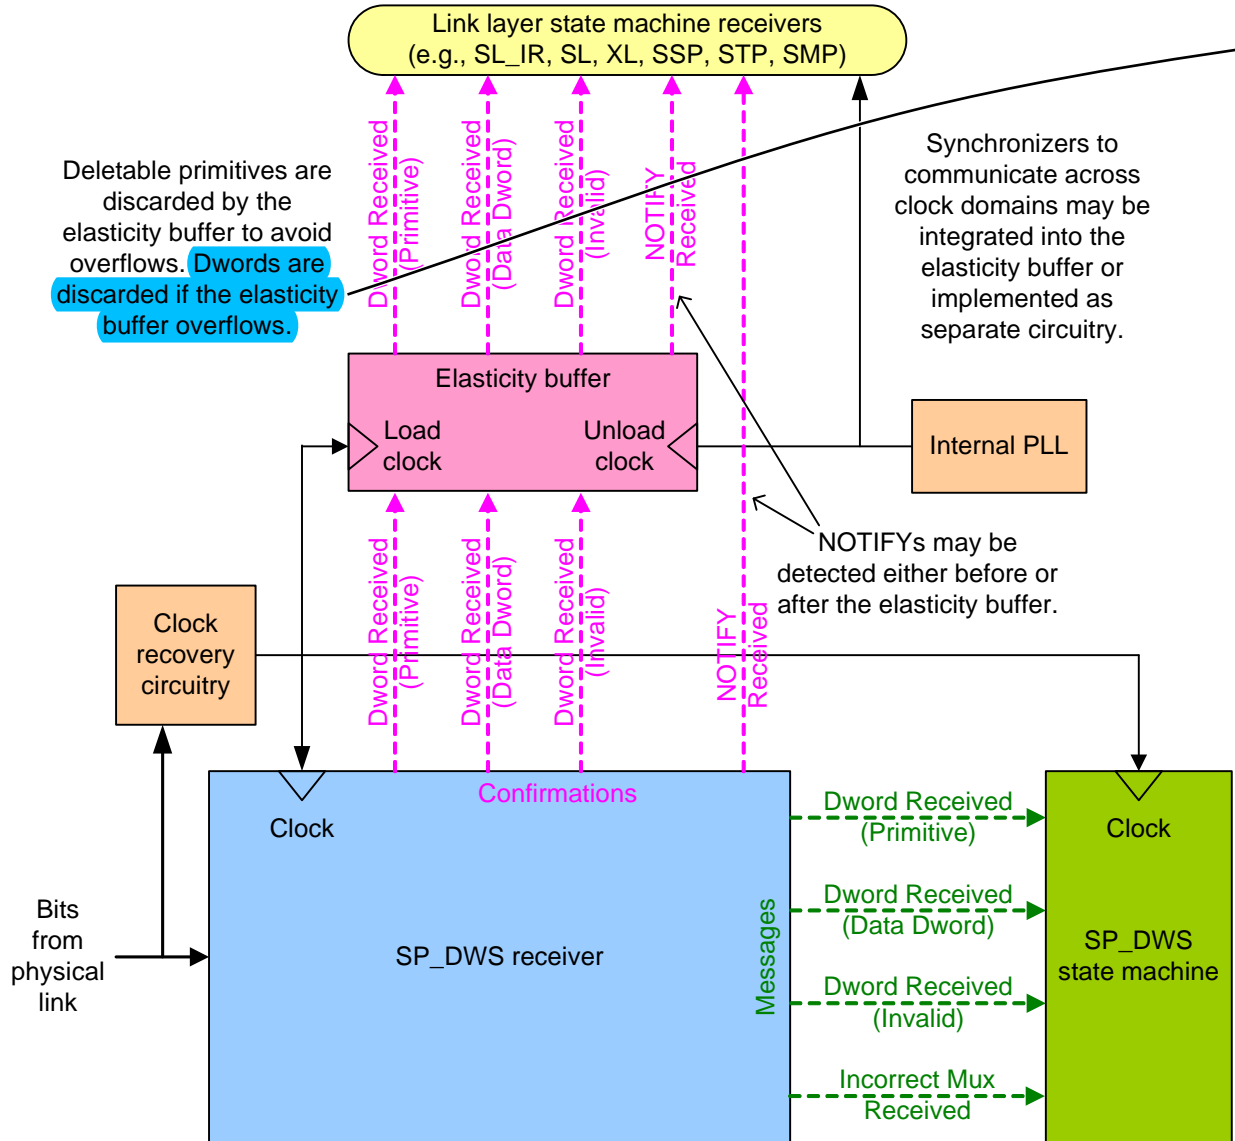 Link layer state machine receivers
(e.g., SL_IR, SL, XL, SSP, STP, SMP)
Deletable primitives are
discarded by the
elasticity buffer to avoid
overflows. Dwords are
discarded if the elasticity
buffer overflows.
Dword Received
(Primitive)
Dword Received
(Data Dword)
Dword Received
(Invalid)
NOTIFY
Received
Synchronizers to
communicate across
clock domains may be
integrated into the
elasticity buffer or
implemented as
separate circuitry.
Elasticity buffer
Load
clock
Unload
clock
Internal PLL
NOTIFYs may be
detected either before or
after the elasticity buffer.
Dword Received
(Primitive)
Dword Received
(Data Dword)
Dword Received
(Invalid)
NOTIFY
Received
Clock
recovery
circuitry
Confirmations
Clock
Bits
from
physical
link
SP_DWS receiver
Messages
Dword Received
(Primitive)
Dword Received
(Data Dword)
Dword Received
(Invalid)
Incorrect Mux
Received
Clock
SP_DWS
state machine